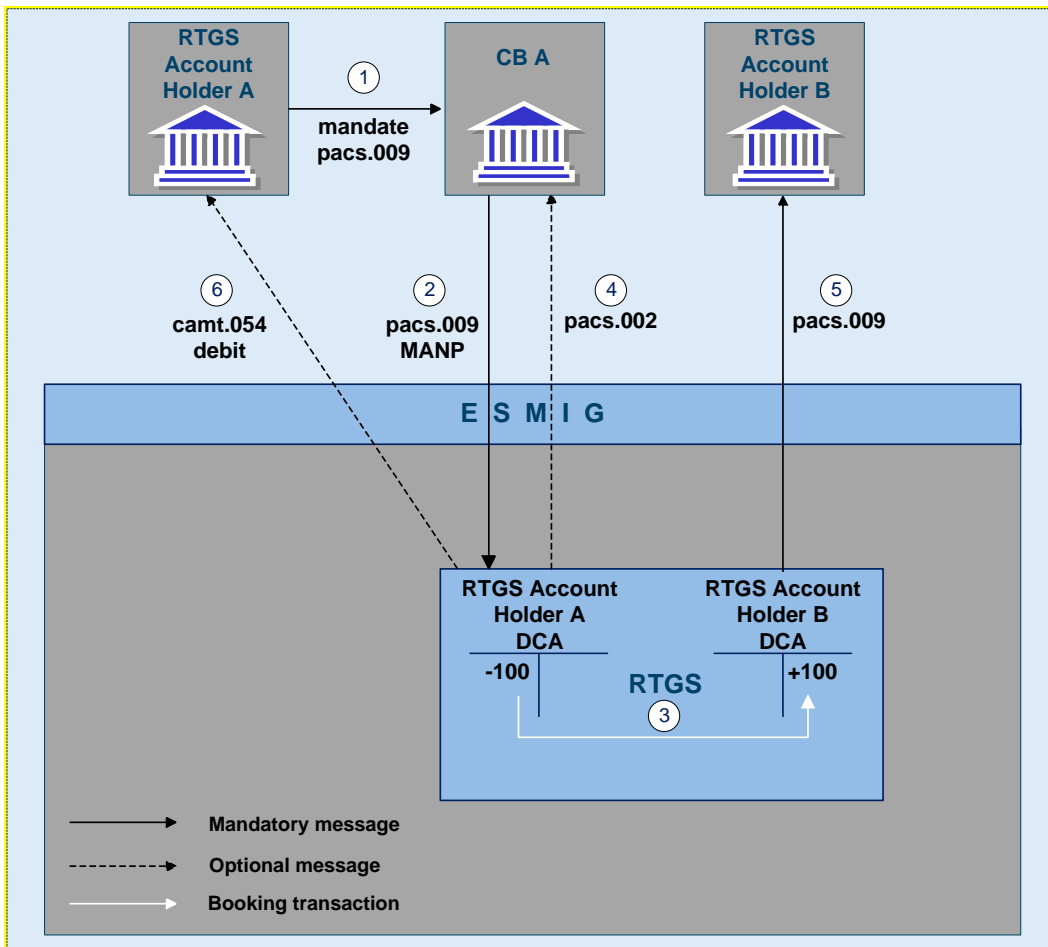 RTGS
Account
Holder A
CB A
RTGS
Account
Holder B
1
mandate
pacs.009
6
camt.054
debit
2
pacs.009
MANP
4
pacs.002
5
pacs.009
E S M I G
RTGS Account
Holder A
DCA
-100
RTGS Account
Holder B
DCA
+100
RTGS
3
Mandatory message
Optional message
Booking transaction